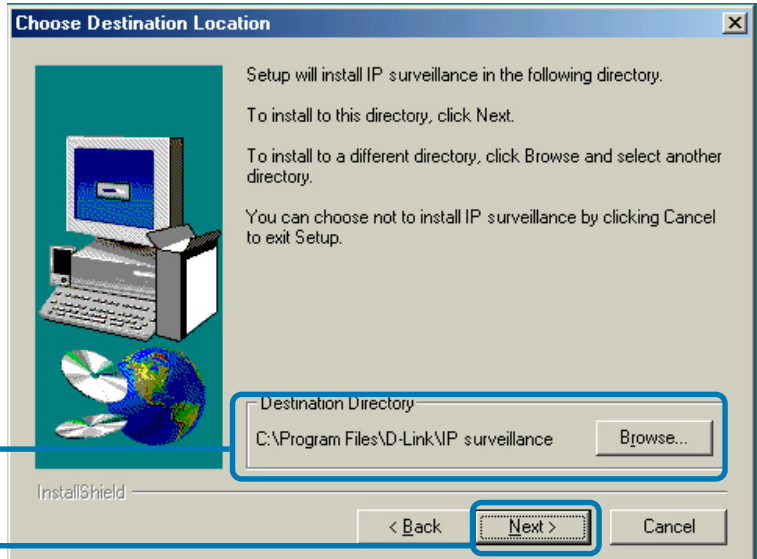 Choose Destination Location
Setup will install IP surveillance in the following directory.
To install to this directory, click Next.
To install to a different directory, click Browse and select another
directory.
You can choose not to install IP surveillance by clicking Cancel
to exit Setup.
Destination Directory
C:\Program Files\D-Link\IP surveillance
Browse...
InstallShield
< Back
Next >
Cancel